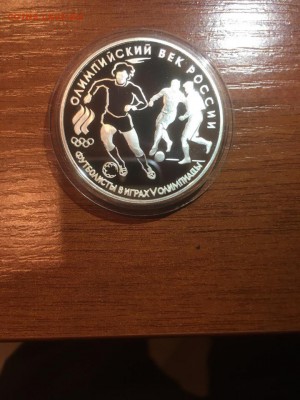 ОЛИМПИЙСКИЙ ВЕК РОССИИ
ФУТБОЛИСТЫ В ИГРАХ V ОЛИМПИАДЫ